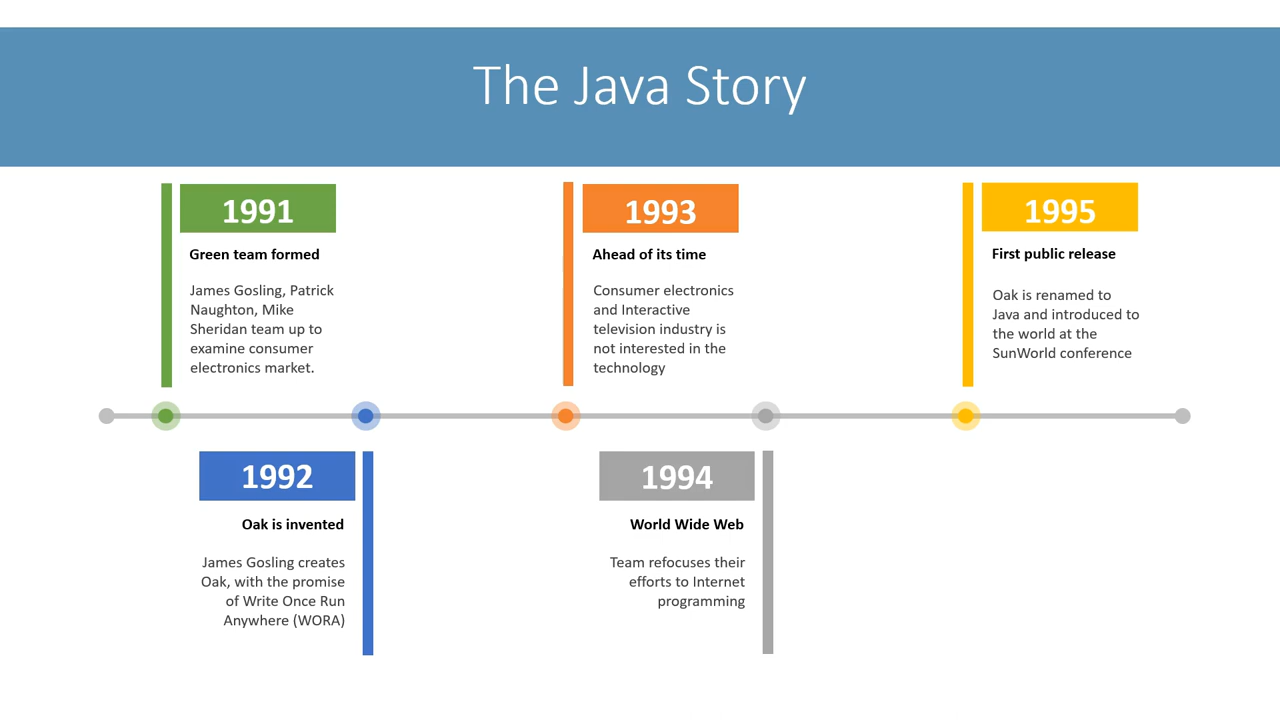 The Java Story
1991
Green team formed
James Gosling, Patrick
Naughton, Mike
Sheridan team up to
examine consumer
electronics market.
1992
Oak is invented
James Gosling creates
Oak, with the promise
of Write Once Run
Anywhere (WORA)
1993
Ahead of its time
Consumer electronics
and Interactive
television industry is
not interested in the
technology
1994
World Wide Web
Team refocuses their
efforts to Internet
programming
1995
First public release
Oak is renamed to
Java and introduced to
the world at the
SunWorld conference